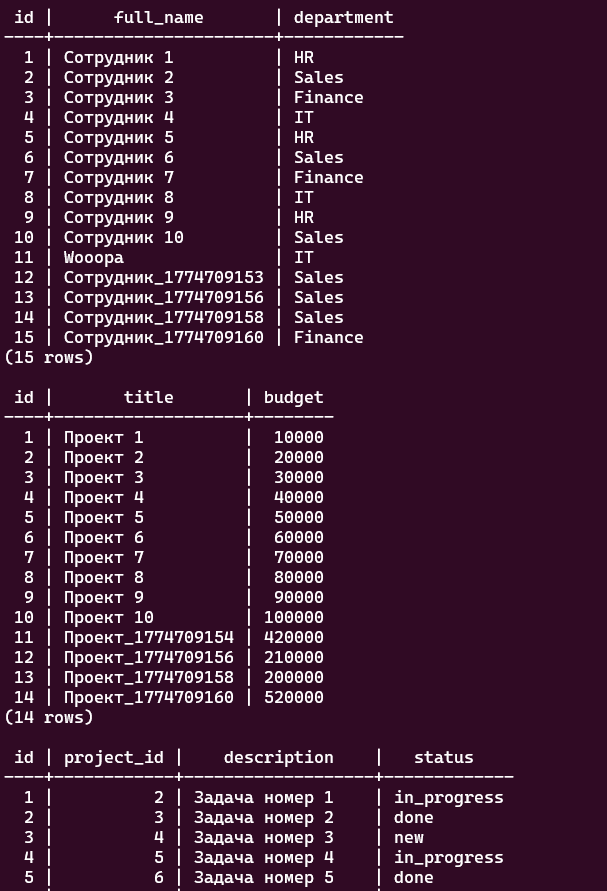 id |      full_name       | department
----+----------------------+------------
  1 | Сотрудник 1          | HR
  2 | Сотрудник 2          | Sales
  3 | Сотрудник 3          | Finance
  4 | Сотрудник 4          | IT
  5 | Сотрудник 5          | HR
  6 | Сотрудник 6          | Sales
  7 | Сотрудник 7          | Finance
  8 | Сотрудник 8          | IT
  9 | Сотрудник 9          | HR
 10 | Сотрудник 10         | Sales
 11 | Wooopa               | IT
 12 | Сотрудник_1774709153 | Sales
 13 | Сотрудник_1774709156 | Sales
 14 | Сотрудник_1774709158 | Sales
 15 | Сотрудник_1774709160 | Finance
(15 rows)

 id |       title       | budget
----+-------------------+--------
  1 | Проект 1          |  10000
  2 | Проект 2          |  20000
  3 | Проект 3          |  30000
  4 | Проект 4          |  40000
  5 | Проект 5          |  50000
  6 | Проект 6          |  60000
  7 | Проект 7          |  70000
  8 | Проект 8          |  80000
  9 | Проект 9          |  90000
 10 | Проект 10         | 100000
 11 | Проект_1774709154 | 420000
 12 | Проект_1774709156 | 210000
 13 | Проект_1774709158 | 200000
 14 | Проект_1774709160 | 520000
(14 rows)

 id | project_id |    description    |   status
----+------------+-------------------+-------------
  1 |          2 | Задача номер 1    | in_progress
  2 |          3 | Задача номер 2    | done
  3 |          4 | Задача номер 3    | new
  4 |          5 | Задача номер 4    | in_progress
  5 |          6 | Задача номер 5    | done